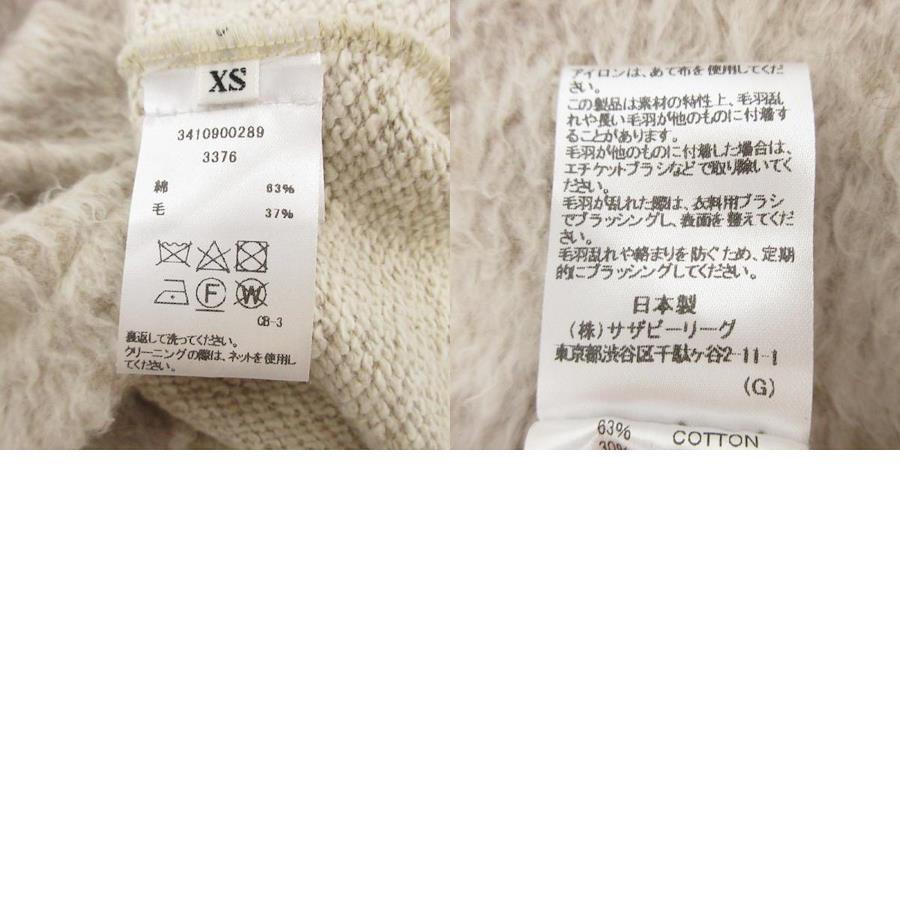 XS
3410900289
3376
綿 63%
毛 37%
F
W
CB-3
裏返して洗ってください。
クリーニングの際は、ネットを使用し
てください。
アイロンは、あて布を使用してくだ
さい。
この製品は素材の特性上、毛羽乱
れや長い毛羽が他のものに付着す
ることがあります。
毛羽が他のものに付着した場合は、
エチケットブラシなどで取り除いてく
ださい。
毛羽が乱れた際は、衣料用ブラシ
でブラッシングし、表面を整えてくだ
さい。
毛羽乱れや絡まりを防ぐため、定期
的にブラッシングしてください。
日本製
(株)サザビーリーグ
東京都渋谷区千駄ヶ谷2-11-1
(G)
63% COTTON
30%